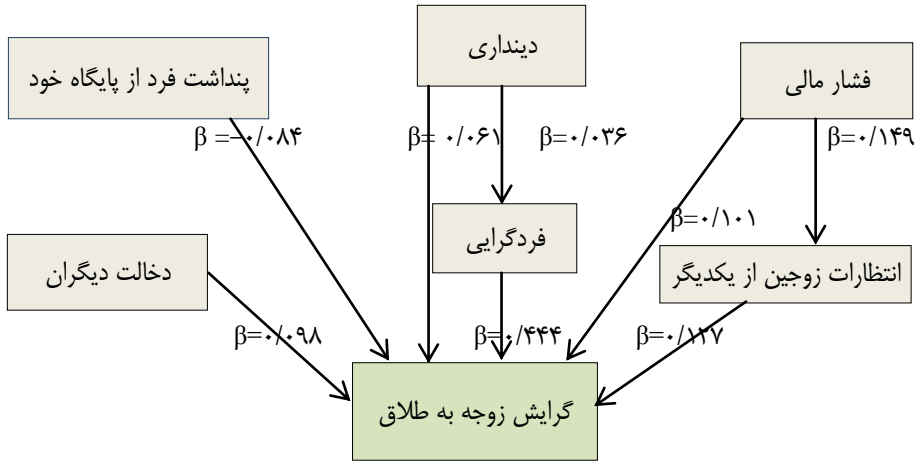 دینداری
پنداشت فرد از پایگاه خود
فشار مالی
β =-۰/۰۸۴
β= ۰/۰۶۱
β=۰/۰۳۶
β=۰/۱۴۹
β=۰/۱۰۱
فردگرایی
دخالت دیگران
انتظارات زوجین از یکدیگر
β=۰/۰۹۸
β=۰/۴۴۴
β=۰/۱۲۷
گرایش زوجه به طلاق